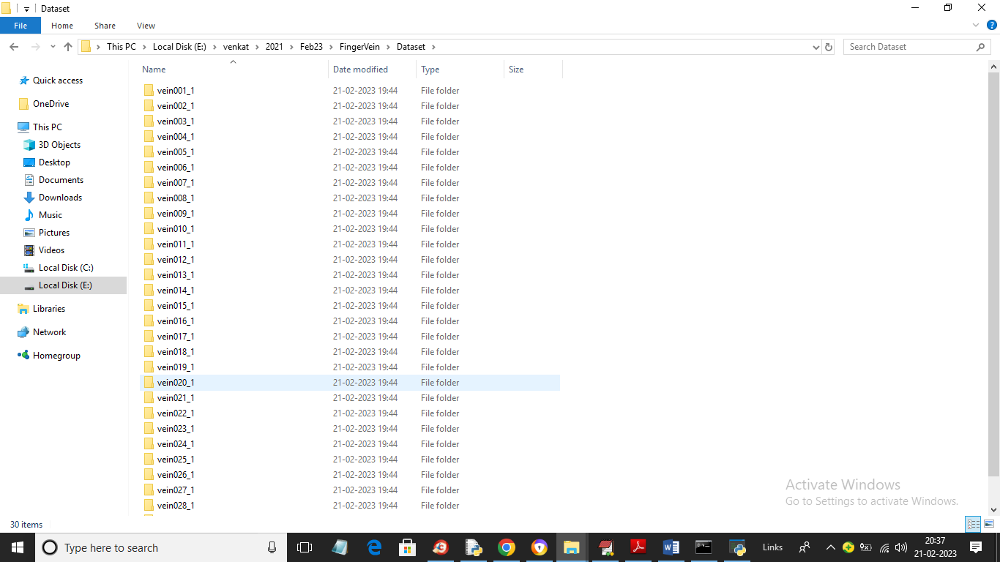 Dataset
File Home Share View
This PC Local Disk (E:) venkat 2021 Feb23 FingerVein Dataset Search Dataset
Name Date modified Type Size
Quick access
OneDrive
This PC
3D Objects
Desktop
Documents
Downloads
Music
Pictures
Videos
Local Disk (C:)
Local Disk (E:)
Libraries
Network
Homegroup
vein001_1 21-02-2023 19:44 File folder
vein002_1 21-02-2023 19:44 File folder
vein003_1 21-02-2023 19:44 File folder
vein004_1 21-02-2023 19:44 File folder
vein005_1 21-02-2023 19:44 File folder
vein006_1 21-02-2023 19:44 File folder
vein007_1 21-02-2023 19:44 File folder
vein008_1 21-02-2023 19:44 File folder
vein009_1 21-02-2023 19:44 File folder
vein010_1 21-02-2023 19:44 File folder
vein011_1 21-02-2023 19:44 File folder
vein012_1 21-02-2023 19:44 File folder
vein013_1 21-02-2023 19:44 File folder
vein014_1 21-02-2023 19:44 File folder
vein015_1 21-02-2023 19:44 File folder
vein016_1 21-02-2023 19:44 File folder
vein017_1 21-02-2023 19:44 File folder
vein018_1 21-02-2023 19:44 File folder
vein019_1 21-02-2023 19:44 File folder
vein020_1 21-02-2023 19:44 File folder
vein021_1 21-02-2023 19:44 File folder
vein022_1 21-02-2023 19:44 File folder
vein023_1 21-02-2023 19:44 File folder
vein024_1 21-02-2023 19:44 File folder
vein025_1 21-02-2023 19:44 File folder
vein026_1 21-02-2023 19:44 File folder
vein027_1 21-02-2023 19:44 File folder
vein028_1 21-02-2023 19:44 File folder
Activate Windows
Go to Settings to activate Windows.
30 items
Type here to search
Links
20:37
21-02-2023